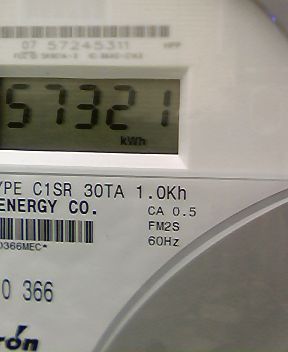 07 57245311
57321
kWh
YPE C1SR 30TA 1.0Kh
ENERGY CO.
CA 0.5
FM2S
60Hz
0366MEC*
0 366
rón